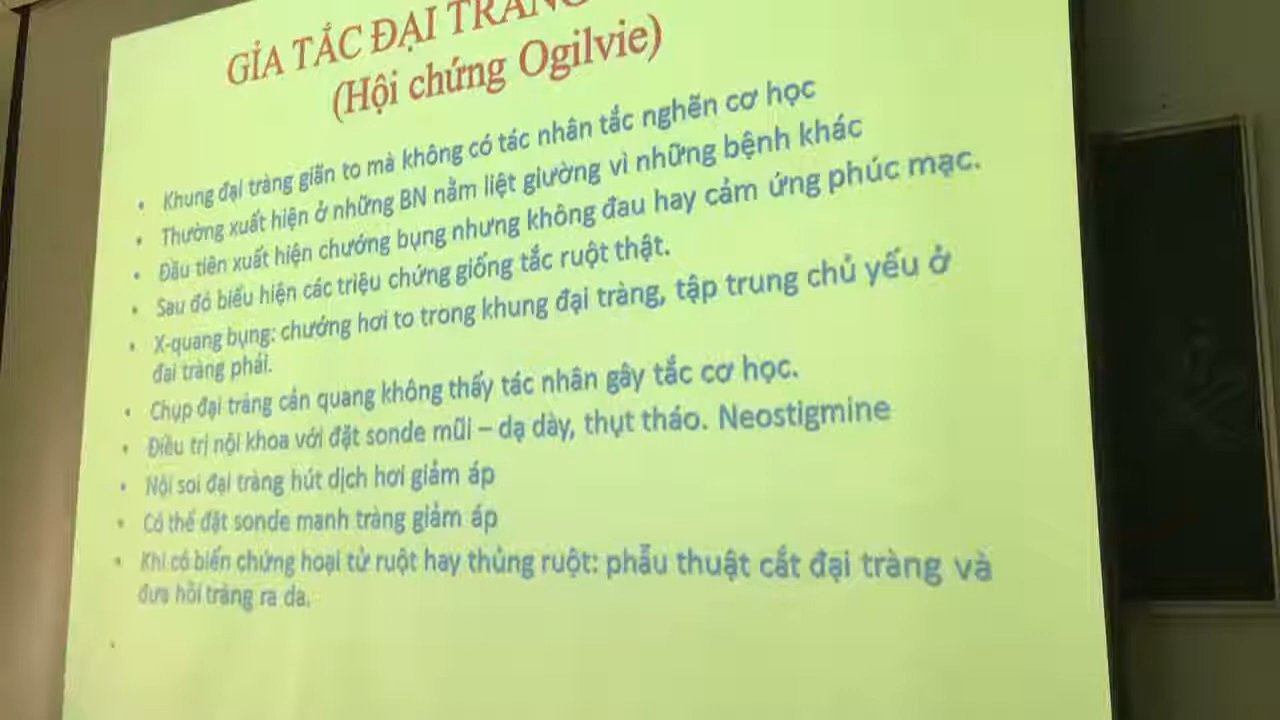 GỈA TẮC ĐẠI TRÀNG
(Hội chứng Ogilvie)
• Khung đại tràng giãn to mà không có tác nhân tắc nghẽn cơ học
• Thường xuất hiện ở những BN nằm liệt giường vì những bệnh khác
• Đầu tiên xuất hiện chướng bụng nhưng không đau hay cảm ứng phúc mạc.
• Sau đó biểu hiện các triệu chứng giống tắc ruột thật.
• X-quang bụng: chướng hơi to trong khung đại tràng, tập trung chủ yếu ở
đại tràng phải.
• Chụp đại tràng cản quang không thấy tác nhân gây tắc cơ học.
• Điều trị nội khoa với đặt sonde mũi – dạ dày, thụt tháo. Neostigmine
• Nội soi đại tràng hút dịch hơi giảm áp
• Có thể đặt sonde manh tràng giảm áp
• Khi có biến chứng hoại tử ruột hay thủng ruột: phẫu thuật cắt đại tràng và
đưa hồi tràng ra da.
•